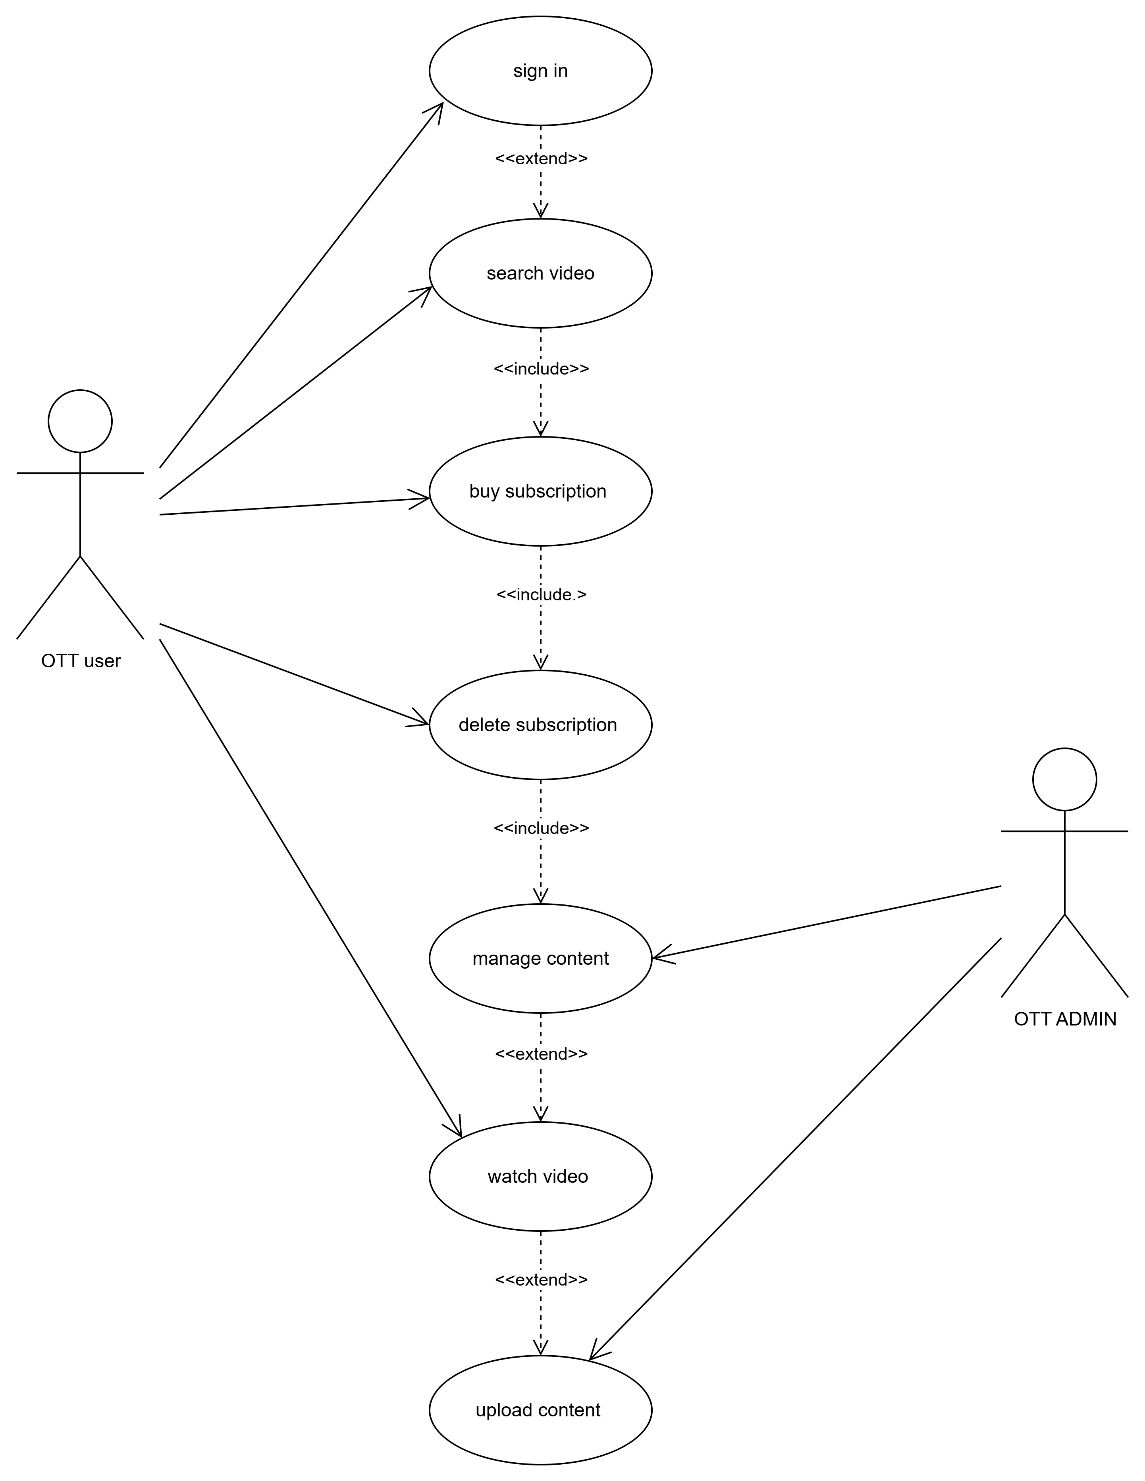 sign in
<<extend>>
search video
<<include>>
buy subscription
<<include.>
OTT user
delete subscription
<<include>>
manage content
OTT ADMIN
<<extend>>
watch video
<<extend>>
upload content